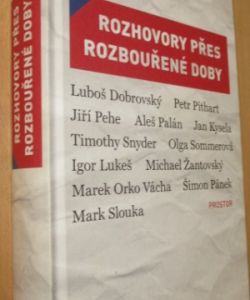 ROZHOVORY PŘES
ROZBOUŘENÉ DOBY
Luboš Dobrovský Petr Pithart
Jiří Pehe Aleš Palán Jan Kysela
Timothy Snyder Olga Sommerová
Igor Lukeš Michael Žantovský
Marek Orko Vácha Šimon Pánek
Mark Slouka
PROSTOR
ROZHOVORY PŘES
ROZBOUŘENÉ DOBY